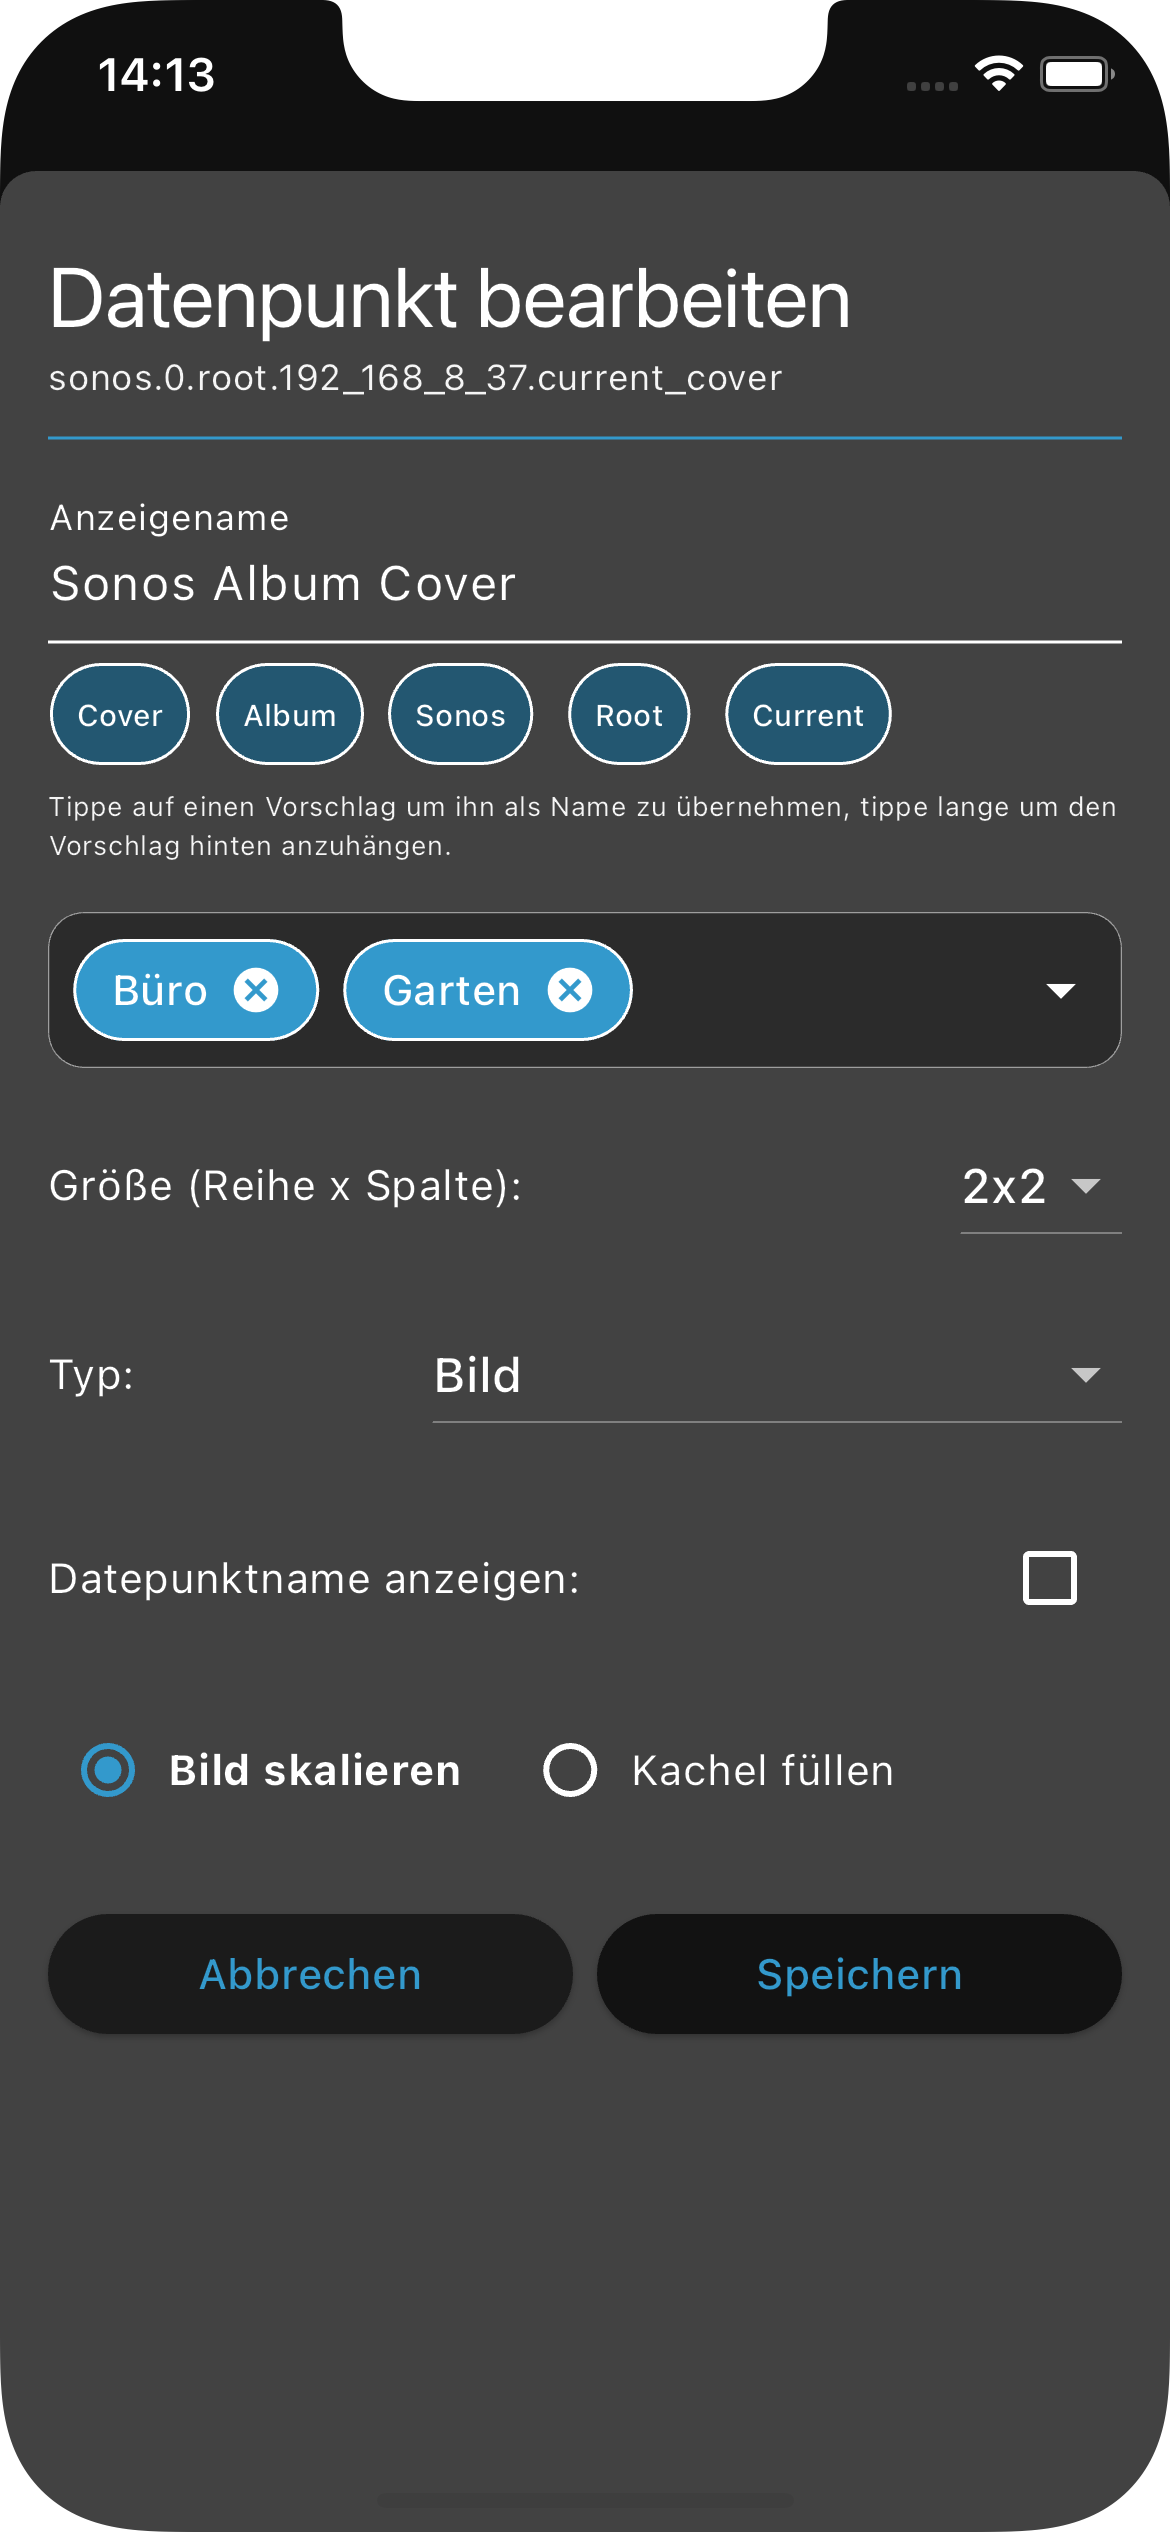 14:13
Datenpunkt bearbeiten
sonos.0.root.192_168_8_37.current_cover
Anzeigename
Sonos Album Cover
Cover Album Sonos Root Current
Tippe auf einen Vorschlag um ihn als Name zu übernehmen, tippe lange um den
Vorschlag hinten anzuhängen.
Büro Garten
Größe (Reihe x Spalte): 2x2
Typ: Bild
Datepunktname anzeigen:
Bild skalieren Kachel füllen
Abbrechen Speichern